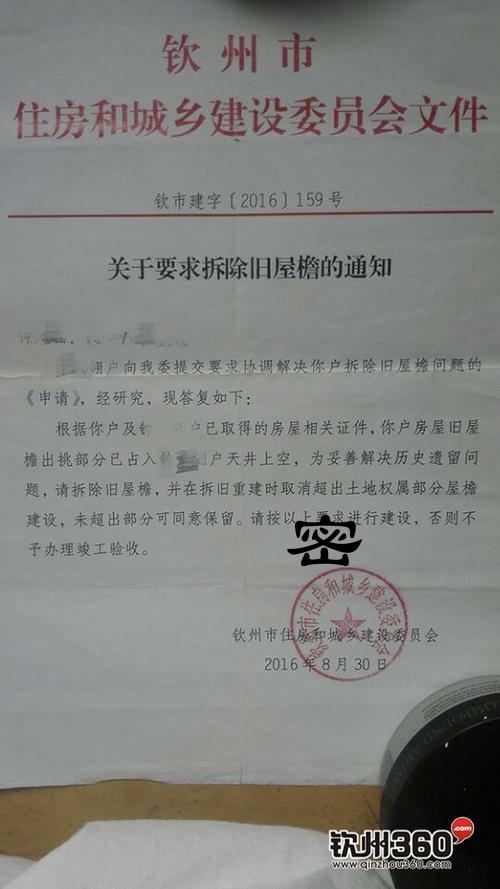 钦州市
住房和城乡建设委员会文件
钦市建字〔2016〕159号
关于要求拆除旧屋檐的通知
翊户向我委提交要求协调解决你户拆除旧屋檐问题的
《申请》，经研究，现答复如下：
根据你户及钟 户已取得的房屋相关证件，你户房屋旧屋
檐出挑部分已占入 翊户天井上空，为妥善解决历史遗留问
题，请拆除旧屋檐，并在拆旧重建时取消超出土地权属部分屋檐
建设，未超出部分可同意保留。请按以上要求进行建设，否则不
予办理竣工验收。
密
钦州市住房和城乡建设委员会
钦州市住房和城乡建设委员会
2016年8月30日
COMPOUND
钦州360.com
www.qinzhou360.com